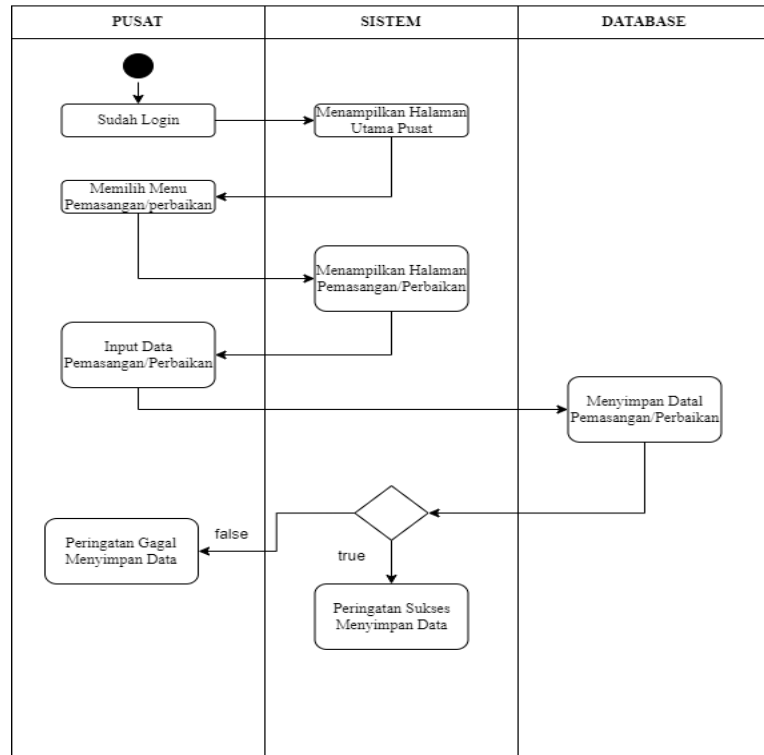 PUSAT
SISTEM
DATABASE
Sudah Login
Menampilkan Halaman
Utama Pusat
Memilih Menu
Pemasangan/perbaikan
Menampilkan Halaman
Pemasangan/Perbaikan
Input Data
Pemasangan/Perbaikan
Menyimpan Datal
Pemasangan/Perbaikan
false
Peringatan Gagal
Menyimpan Data
true
Peringatan Sukses
Menyimpan Data